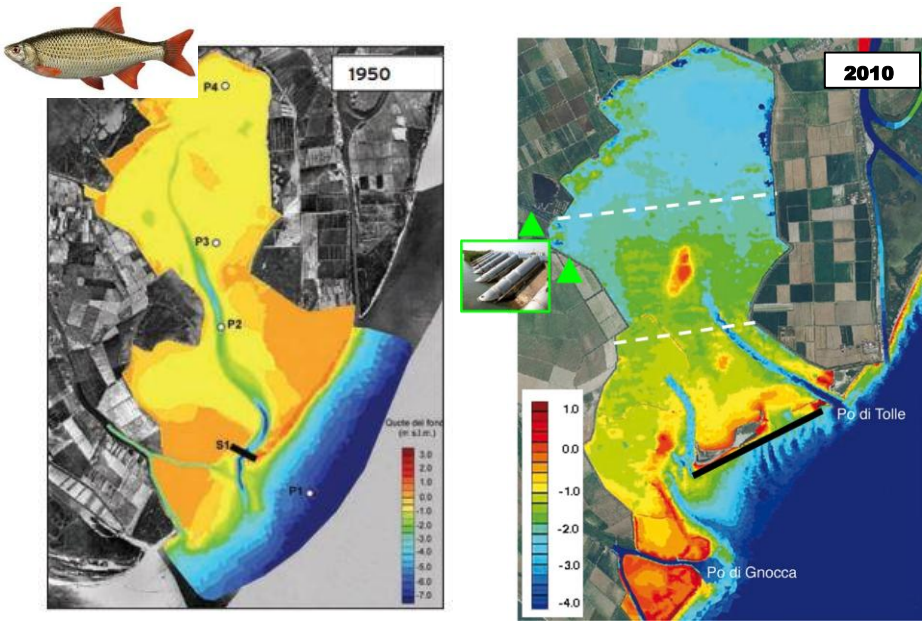 1950
P4
P3
P2
S1
P1
Quote del fond
(m s.l.m.)
3.0
2.0
1.0
0.0
-1.0
-2.0
-3.0
-4.0
-5.0
-6.0
-7.0
2010
Po di Tolle
Po di Gnocca
1.0
0.0
-1.0
-2.0
-3.0
-4.0